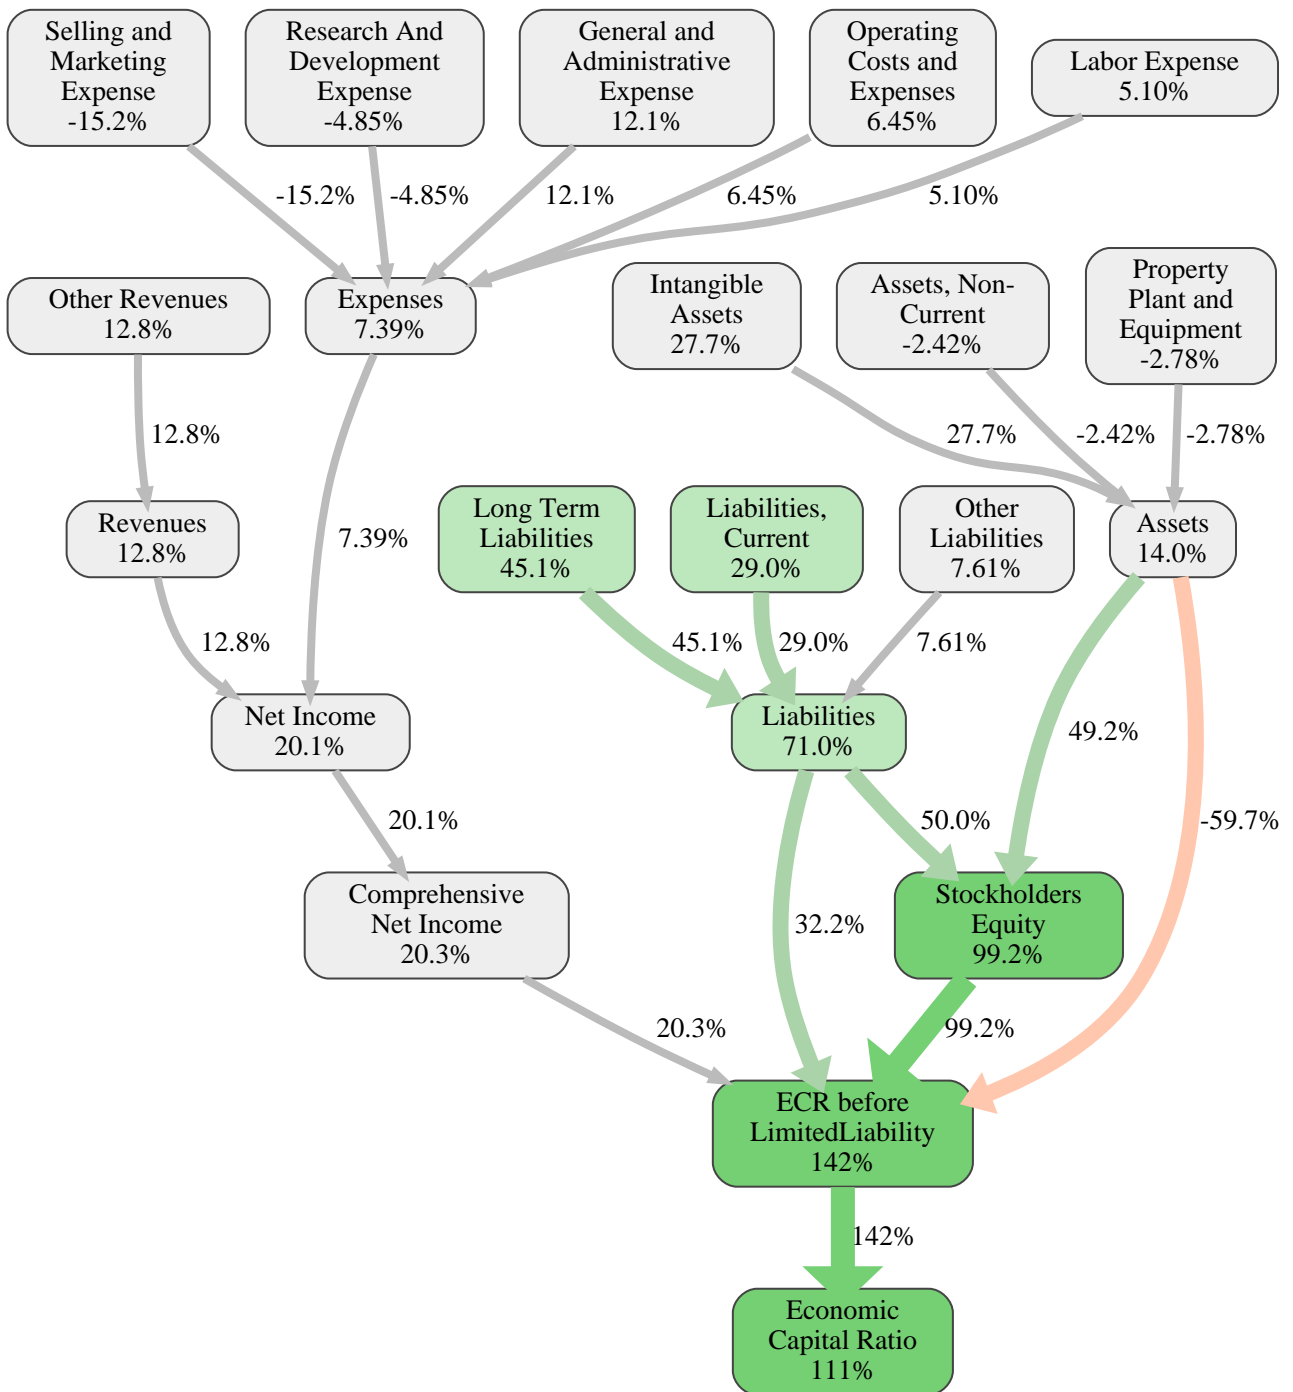 Selling and
Marketing
Expense
-15.2%
Research And
Development
Expense
-4.85%
General and
Administrative
Expense
12.1%
Operating
Costs and
Expenses
6.45%
Labor Expense
5.10%
-15.2%
-4.85%
12.1%
6.45%
5.10%
Other Revenues
12.8%
Expenses
7.39%
Intangible
Assets
27.7%
Assets, Non-
Current
-2.42%
Property
Plant and
Equipment
-2.78%
12.8%
27.7%
-2.42%
-2.78%
Revenues
12.8%
7.39%
Long Term
Liabilities
45.1%
Liabilities,
Current
29.0%
Other
Liabilities
7.61%
Assets
14.0%
12.8%
45.1%
29.0%
7.61%
Net Income
20.1%
Liabilities
71.0%
49.2%
20.1%
50.0%
-59.7%
Comprehensive
Net Income
20.3%
32.2%
Stockholders
Equity
99.2%
20.3%
99.2%
ECR before
LimitedLiability
142%
142%
Economic
Capital Ratio
111%